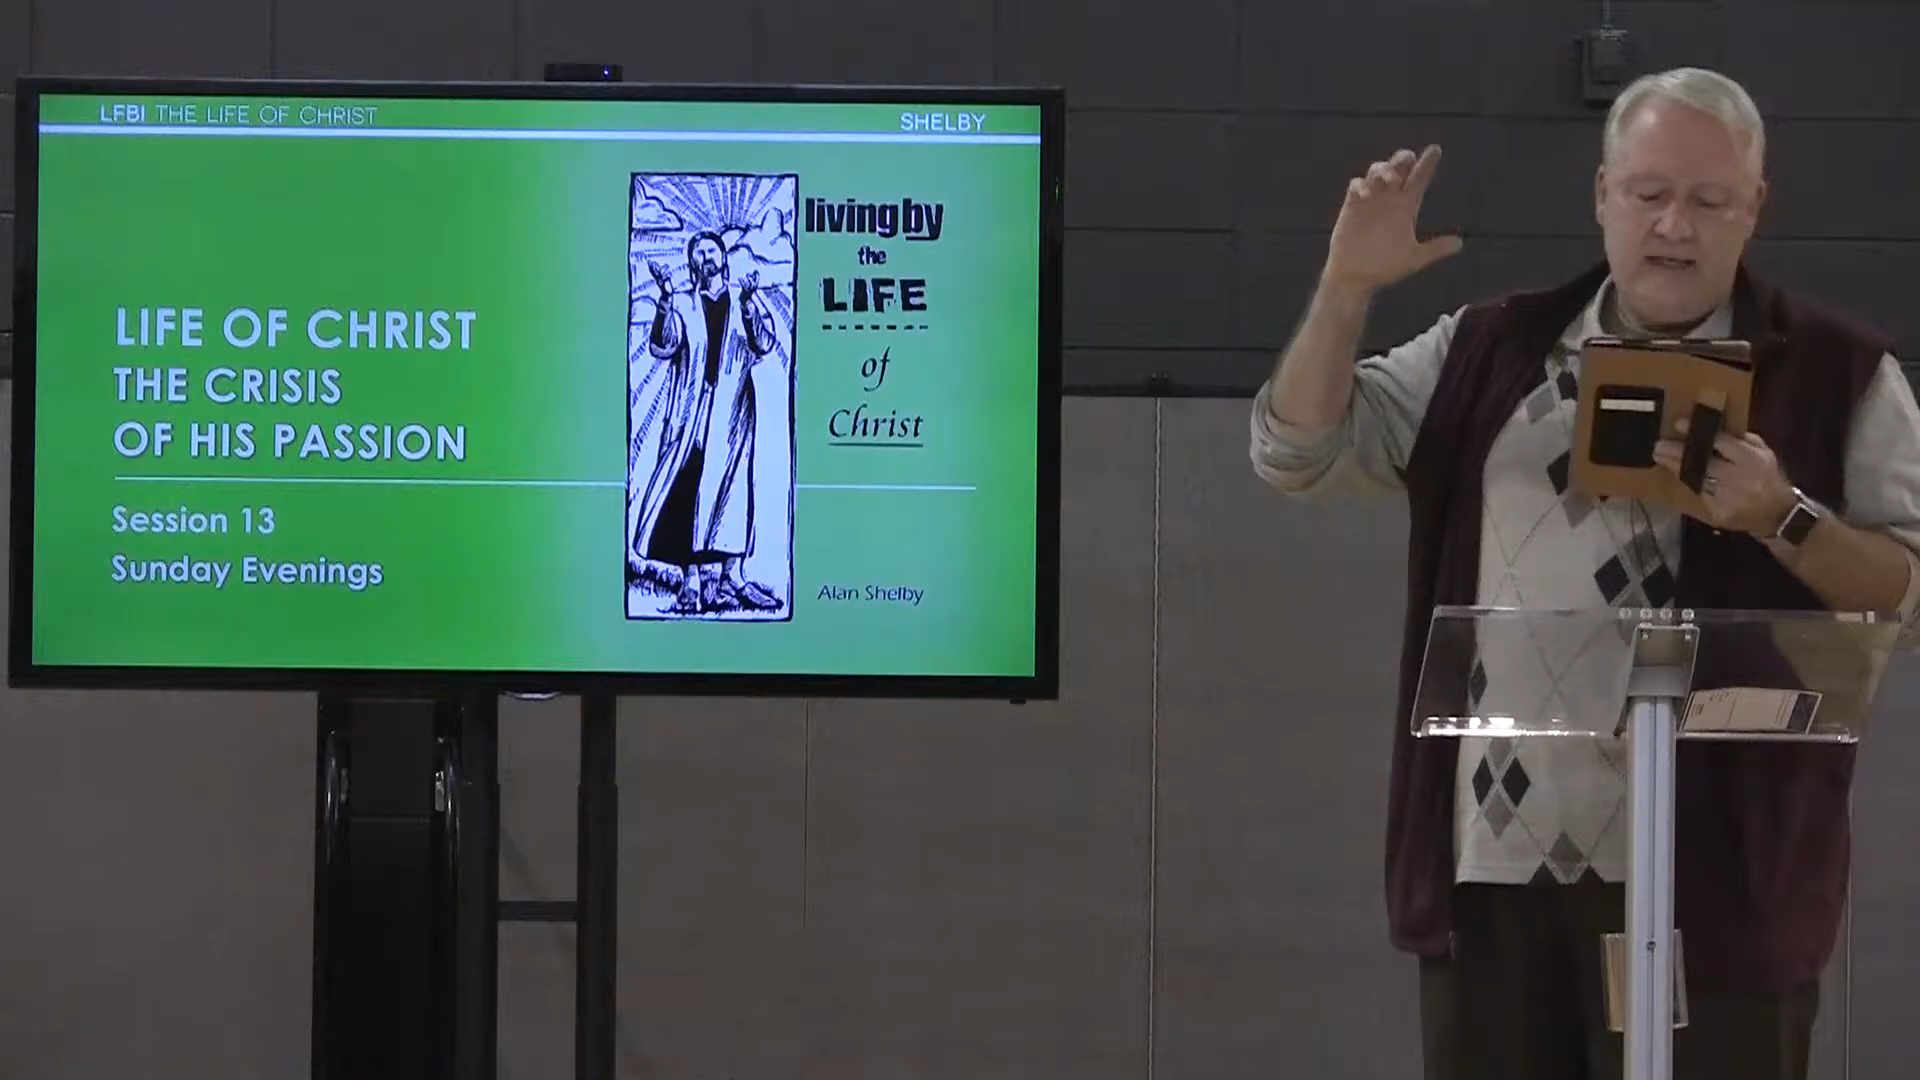 LFBI THE LIFE OF CHRIST
SHELBY
LIFE OF CHRIST
THE CRISIS
OF HIS PASSION
Session 13
Sunday Evenings
living by
the
LIFE
of
Christ
Alan Shelby